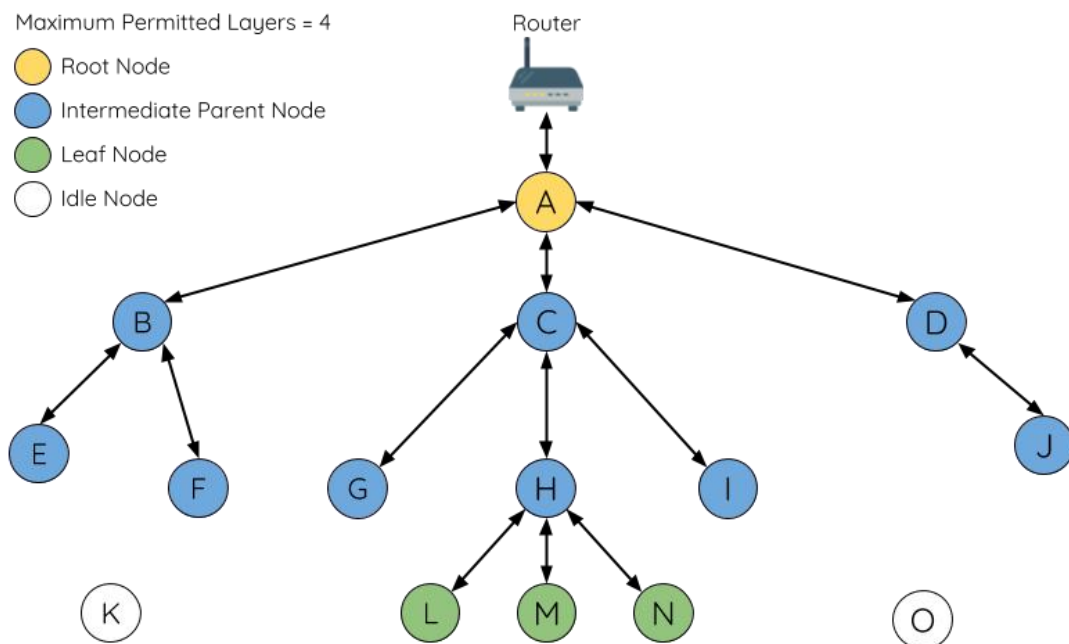 Maximum Permitted Layers = 4
Router
Root Node
Intermediate Parent Node
Leaf Node
Idle Node
A
B
C
D
E
F
G
H
I
J
K
L
M
N
O